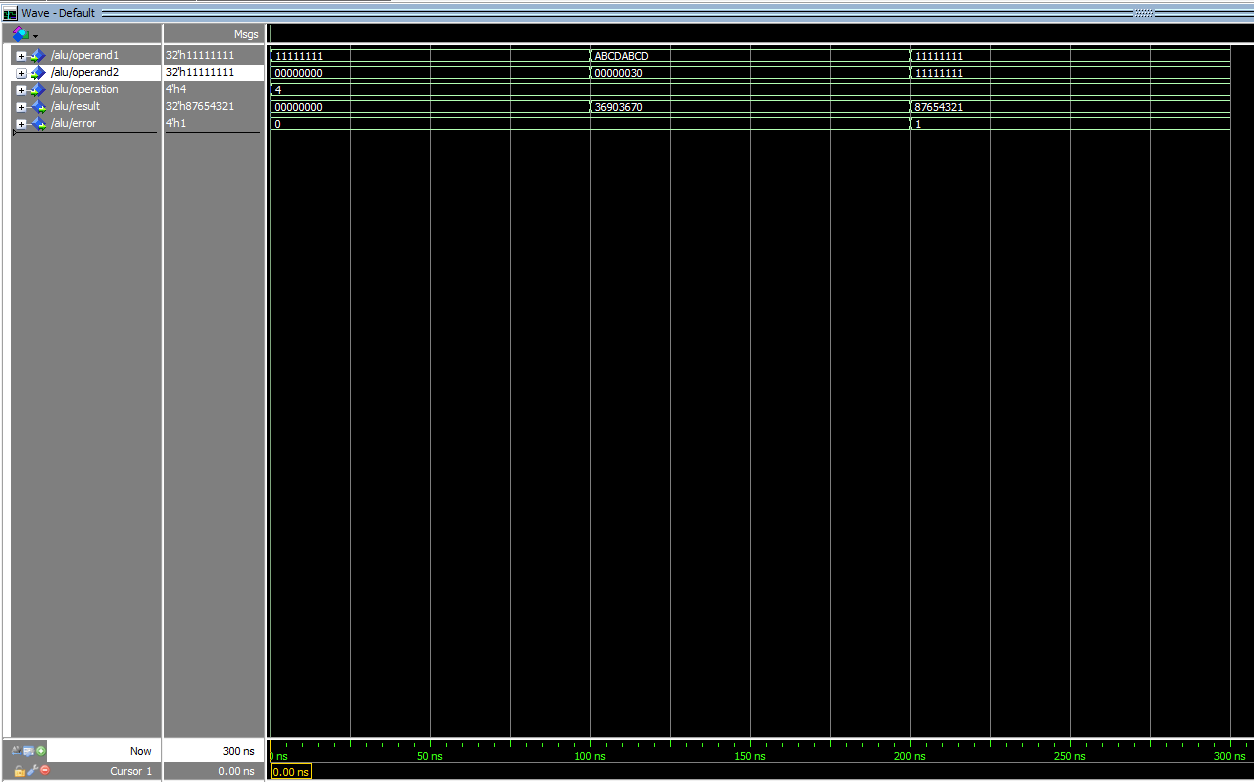 Wave - Default
Msgs
/alu/operand1 32'h11111111 11111111 ABCDABCD 11111111
/alu/operand2 32'h11111111 00000000 00000030 11111111
/alu/operation 4'h4 4
/alu/result 32'h87654321 00000000 36903670 87654321
/alu/error 4'h1 0 1
Now 300 ns ns 50 ns 100 ns 150 ns 200 ns 250 ns 300 ns
Cursor 1 0.00 ns 0.00 ns